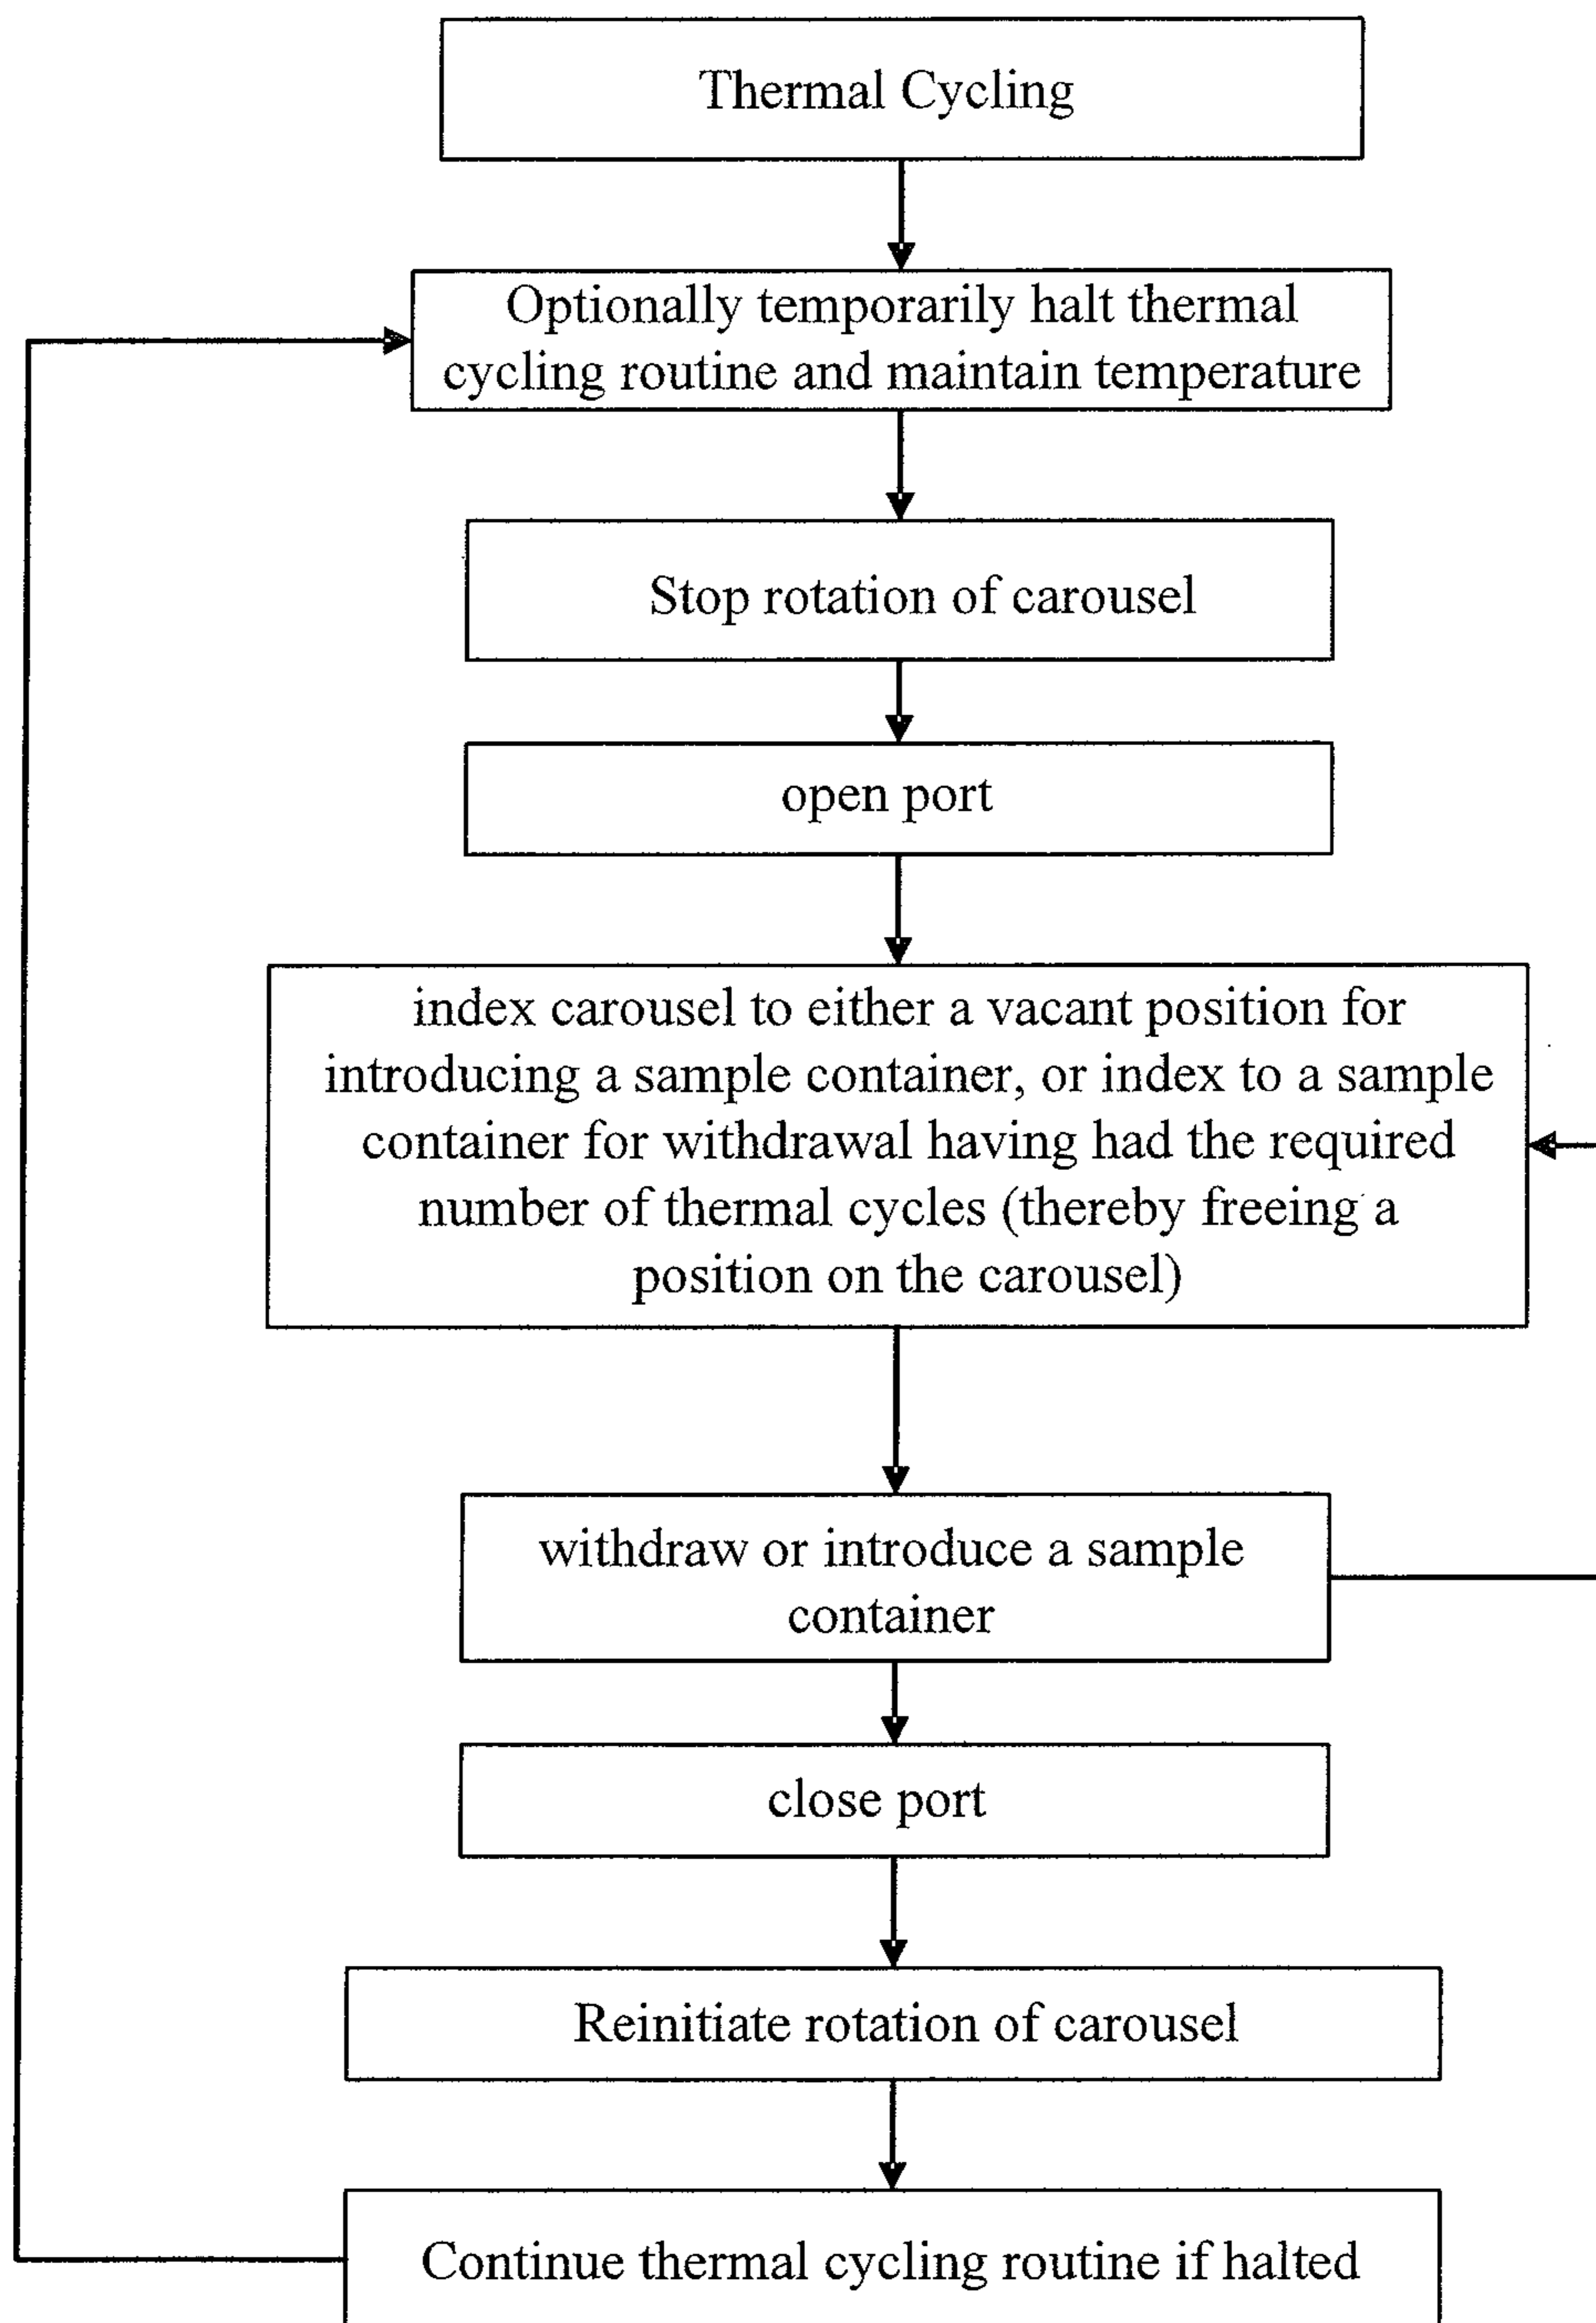 Thermal Cycling
Optionally temporarily halt thermal
cycling routine and maintain temperature
Stop rotation of carousel
open port
index carousel to either a vacant position for
introducing a sample container, or index to a sample
container for withdrawal having had the required
number of thermal cycles (thereby freeing a
position on the carousel)
withdraw or introduce a sample
container
close port
Reinitiate rotation of carousel
Continue thermal cycling routine if halted